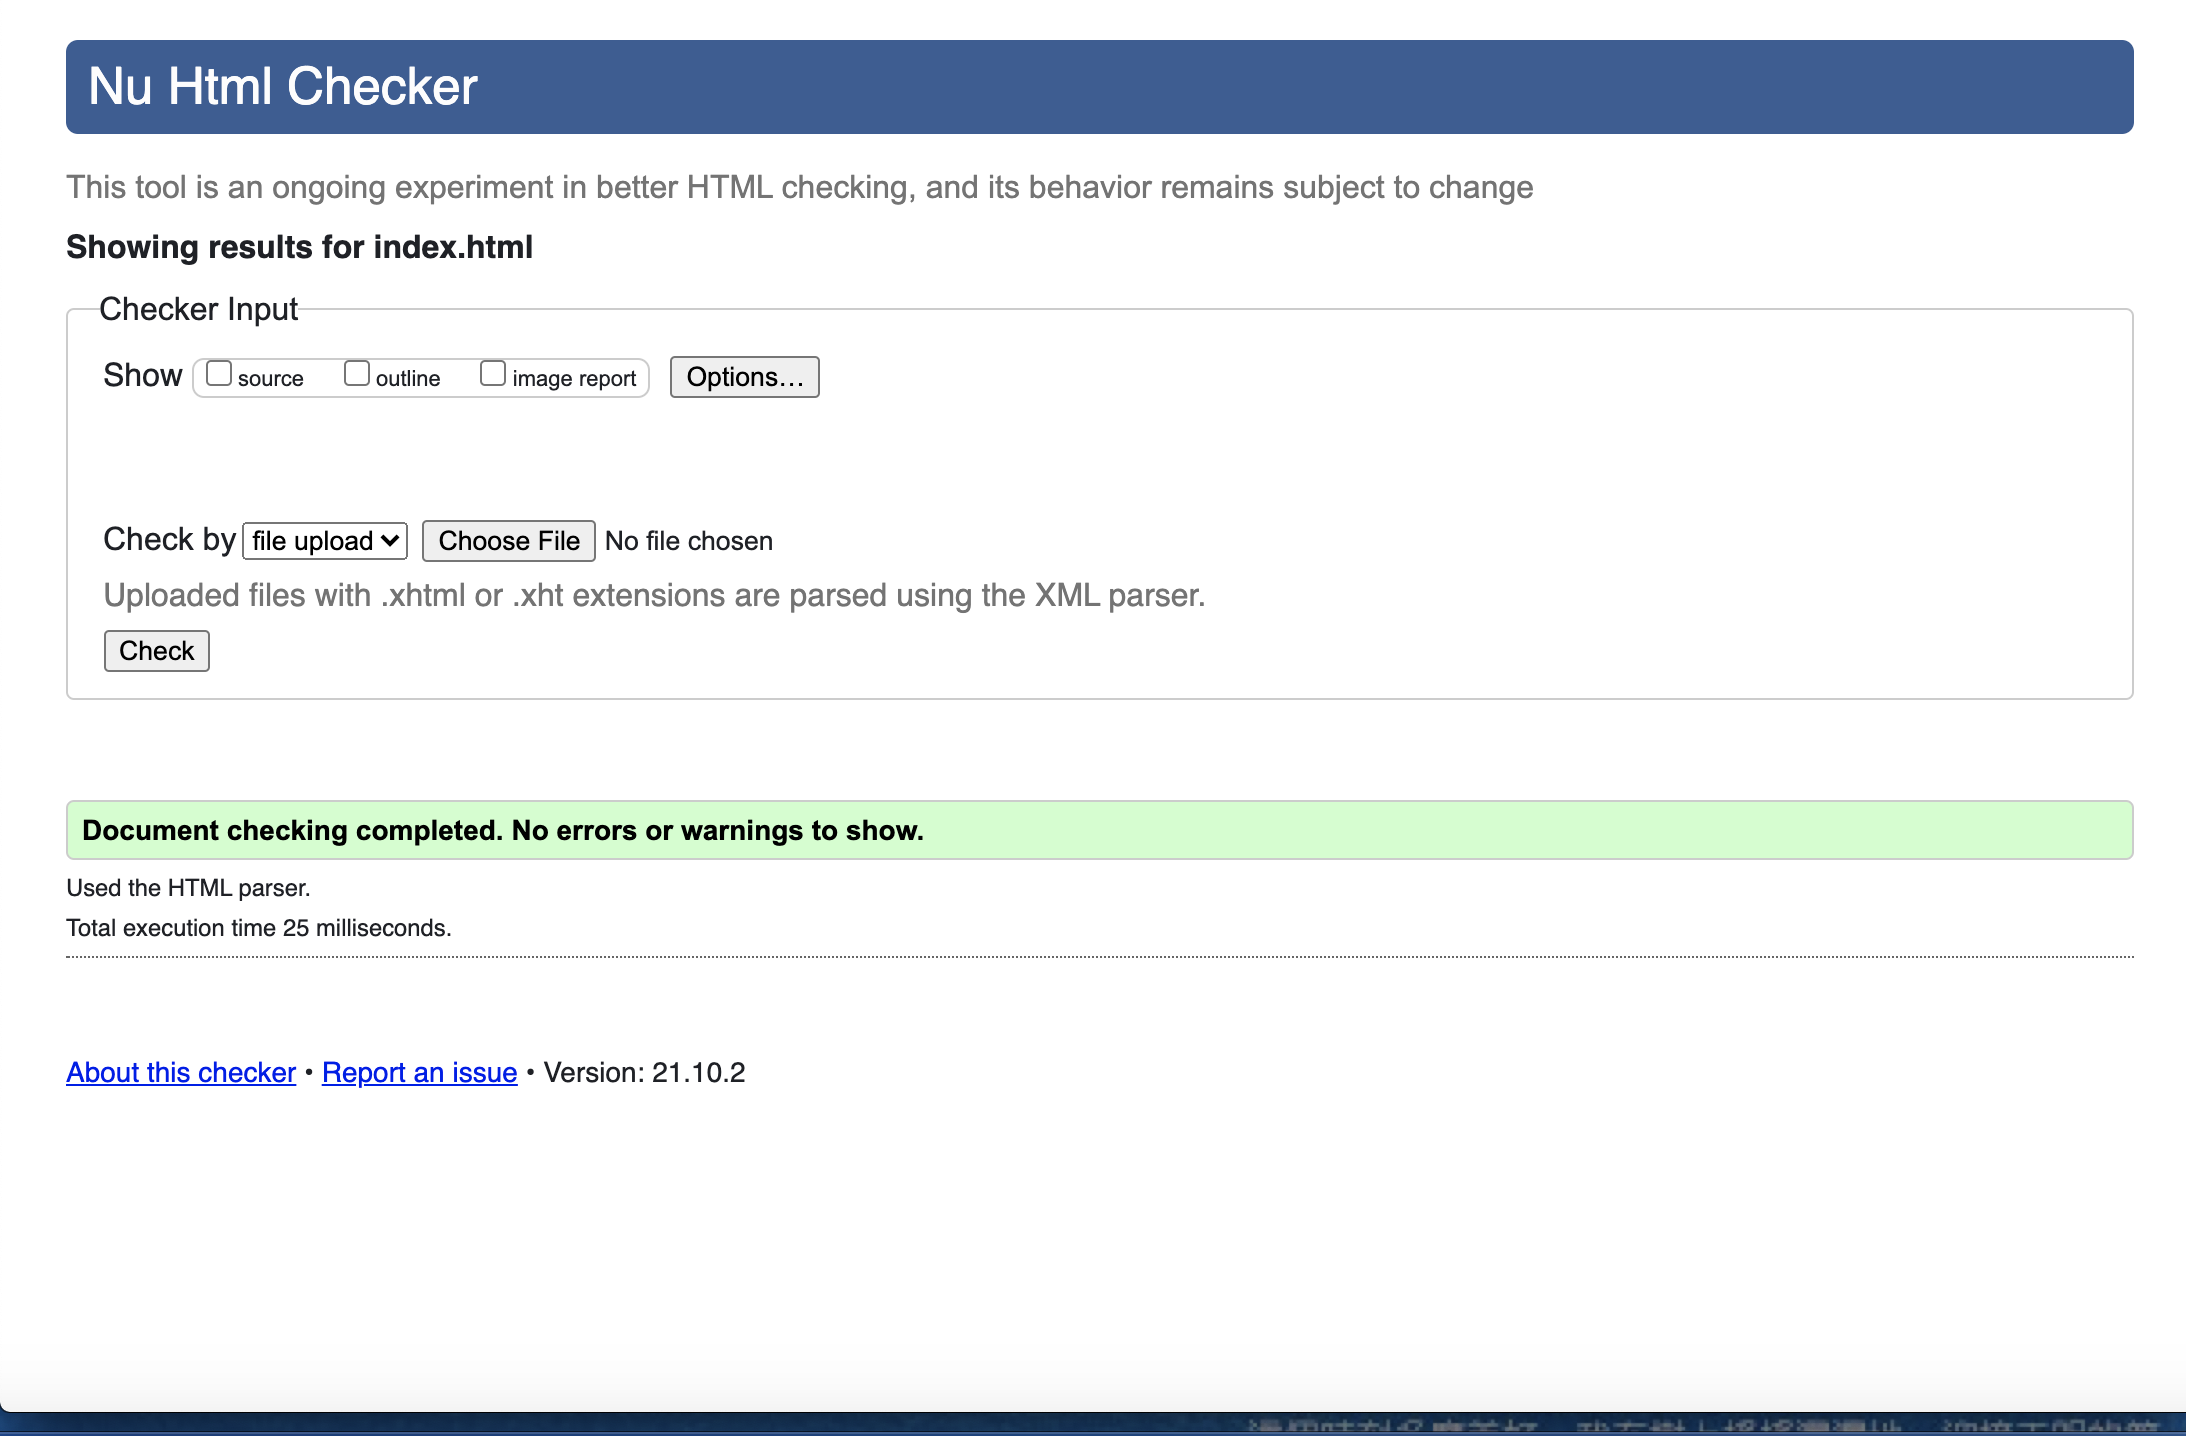 Nu Html Checker
This tool is an ongoing experiment in better HTML checking, and its behavior remains subject to change
Showing results for index.html
Checker Input
Show source outline image report Options…
Check by file upload Choose File No file chosen
Uploaded files with .xhtml or .xht extensions are parsed using the XML parser.
Check
Document checking completed. No errors or warnings to show.
Used the HTML parser.
Total execution time 25 milliseconds.
About this checker • Report an issue • Version: 21.10.2